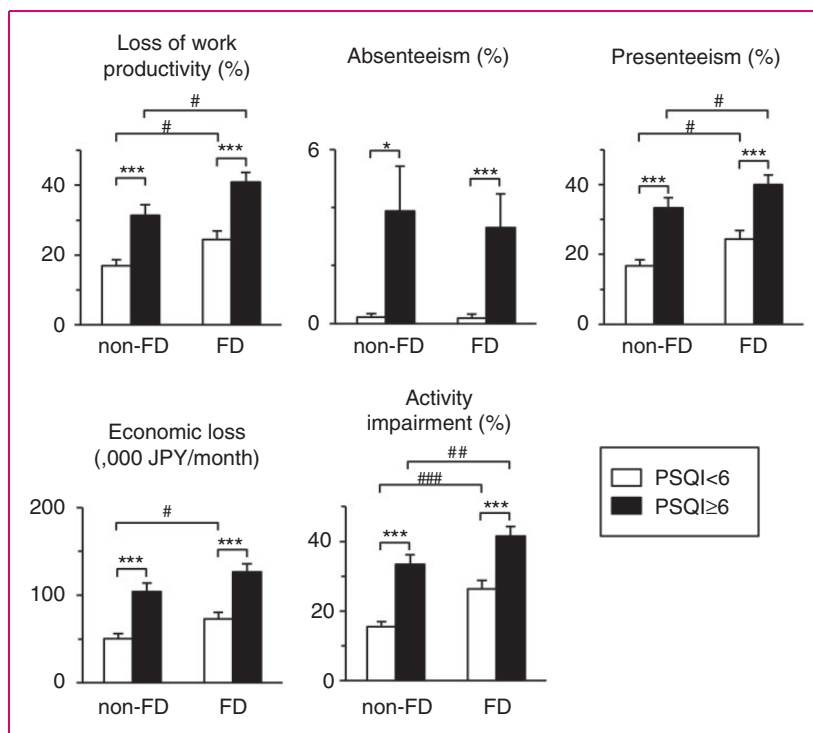 Loss of work
productivity (%)
#
#
***
***
40
20
0
non-FD
FD
Absenteeism (%)
6
*
***
0
non-FD
FD
Presenteeism (%)
#
#
***
***
40
20
0
non-FD
FD
Economic loss
(,000 JPY/month)
200
#
***
***
100
0
non-FD
FD
Activity
impairment (%)
##
###
***
***
40
20
0
non-FD
FD
PSQI<6
PSQI≥6